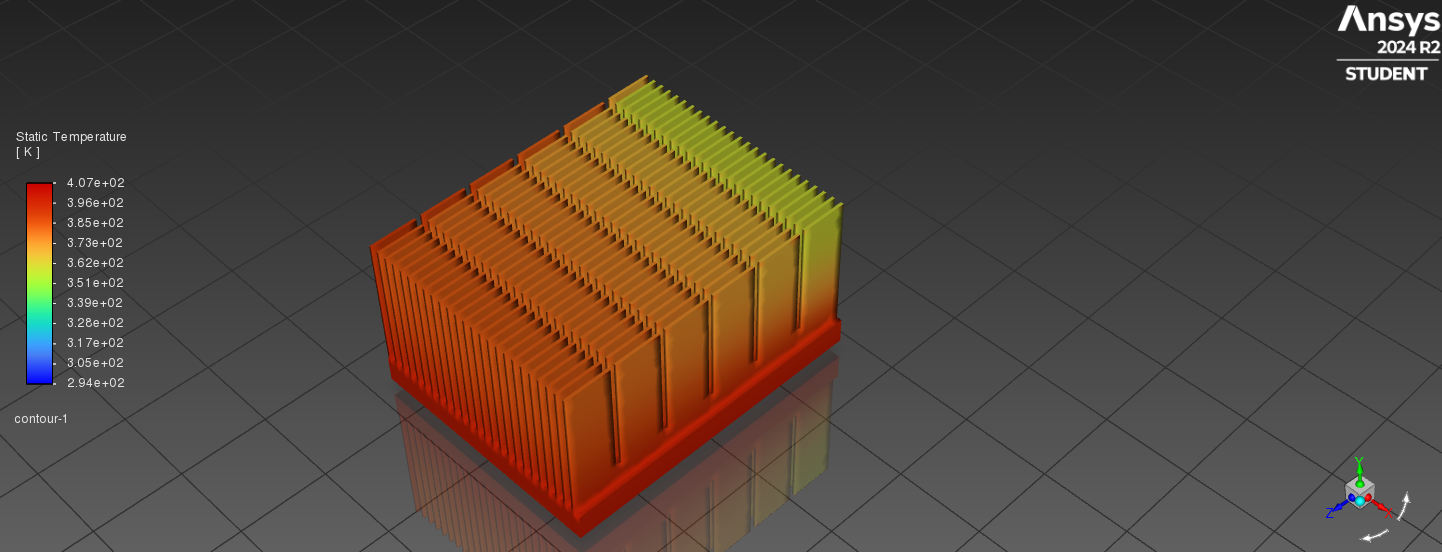 Ansys
2024 R2
STUDENT
Static Temperature
[ K ]
4.07e+02
3.96e+02
3.85e+02
3.73e+02
3.62e+02
3.51e+02
3.39e+02
3.28e+02
3.17e+02
3.05e+02
2.94e+02
contour-1
Y
Z
X